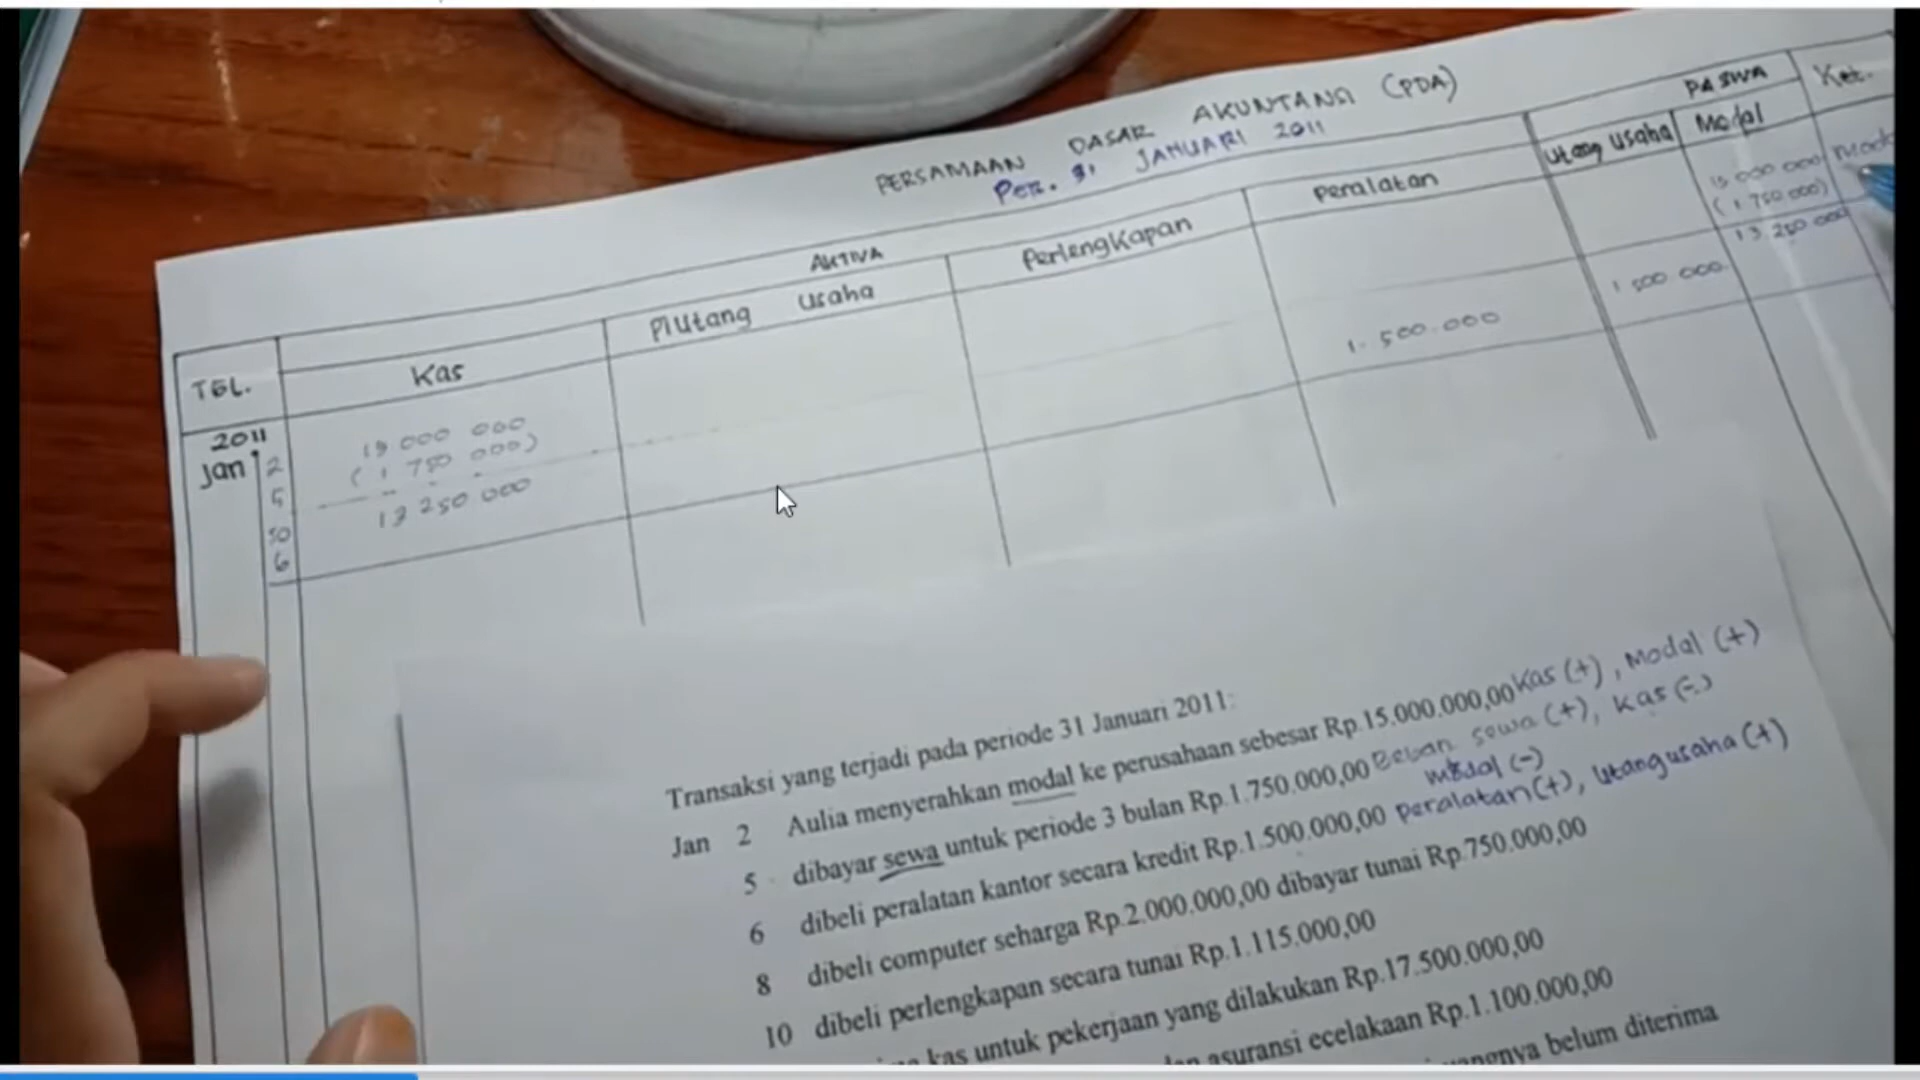 PERSAMAAN DASAR AKUNTANSI (PDA)
Per. 31 JANUARI 2011
AKTIVA
PASIVA
Ket.
TGL.
Kas
Piutang Usaha
Perlengkapan
Peralatan
Utang Usaha
Modal
2011
Jan 2
15 000 000
15 000 000
Mod
5
(1 750 000)
(1 750 000)
SD
13 250 000
13 250 000
6
1.500.000
1 500 000
Transaksi yang terjadi pada periode 31 Januari 2011:
Jan 2 Aulia menyerahkan modal ke perusahaan sebesar Rp.15.000.000,00 Kas (+), Modal (+)
5 dibayar sewa untuk periode 3 bulan Rp.1.750.000,00 Beban sewa (+), Kas (-)
modal (-)
6 dibeli peralatan kantor secara kredit Rp.1.500.000,00 Peralatan (+), Utang usaha (+)
8 dibeli computer seharga Rp.2.000.000,00 dibayar tunai Rp.750.000,00
10 dibeli perlengkapan secara tunai Rp.1.115.000,00
kas untuk pekerjaan yang dilakukan Rp.17.500.000,00
asuransi ecelakaan Rp.1.100.000,00
belum diterima